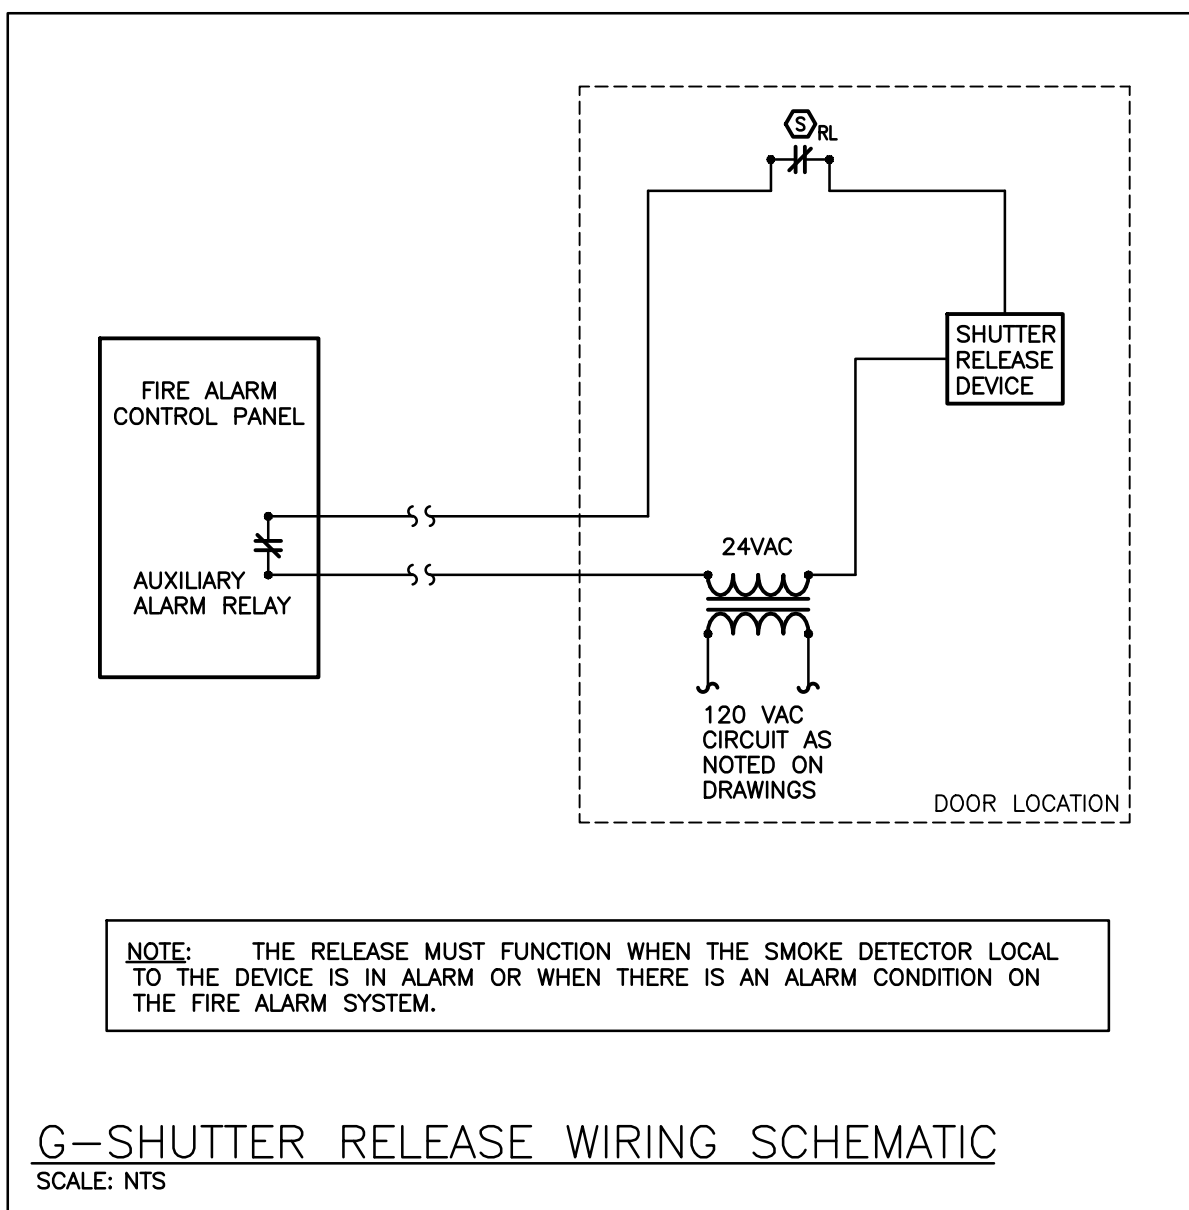 S
RL
SHUTTER
RELEASE
DEVICE
FIRE ALARM
CONTROL PANEL
AUXILIARY
ALARM RELAY
24VAC
120 VAC
CIRCUIT AS
NOTED ON
DRAWINGS
DOOR LOCATION
NOTE: THE RELEASE MUST FUNCTION WHEN THE SMOKE DETECTOR LOCAL
TO THE DEVICE IS IN ALARM OR WHEN THERE IS AN ALARM CONDITION ON
THE FIRE ALARM SYSTEM.
G-SHUTTER RELEASE WIRING SCHEMATIC
SCALE: NTS